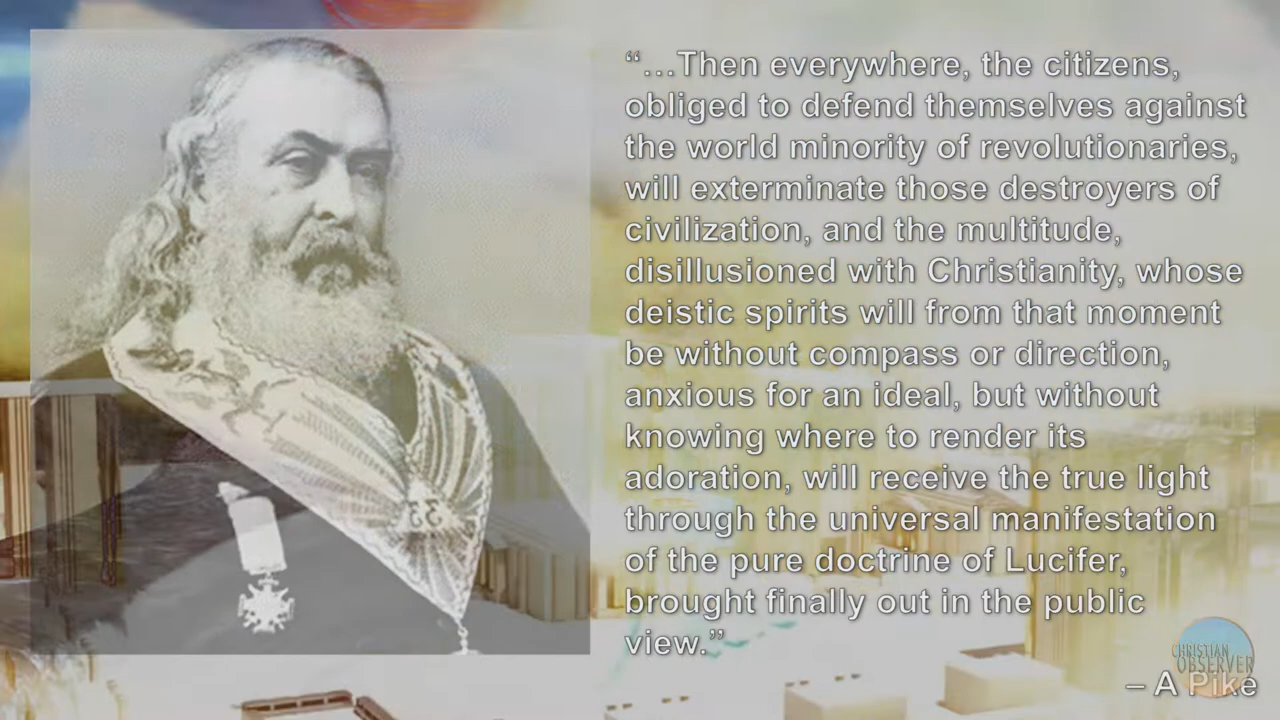 “...Then everywhere, the citizens,
obliged to defend themselves against
the world minority of revolutionaries,
will exterminate those destroyers of
civilization, and the multitude,
disillusioned with Christianity, whose
deistic spirits will from that moment
be without compass or direction,
anxious for an ideal, but without
knowing where to render its
adoration, will receive the true light
through the universal manifestation
of the pure doctrine of Lucifer,
brought finally out in the public
view.”
– A Pike
CHRISTIAN
OBSERVER
33